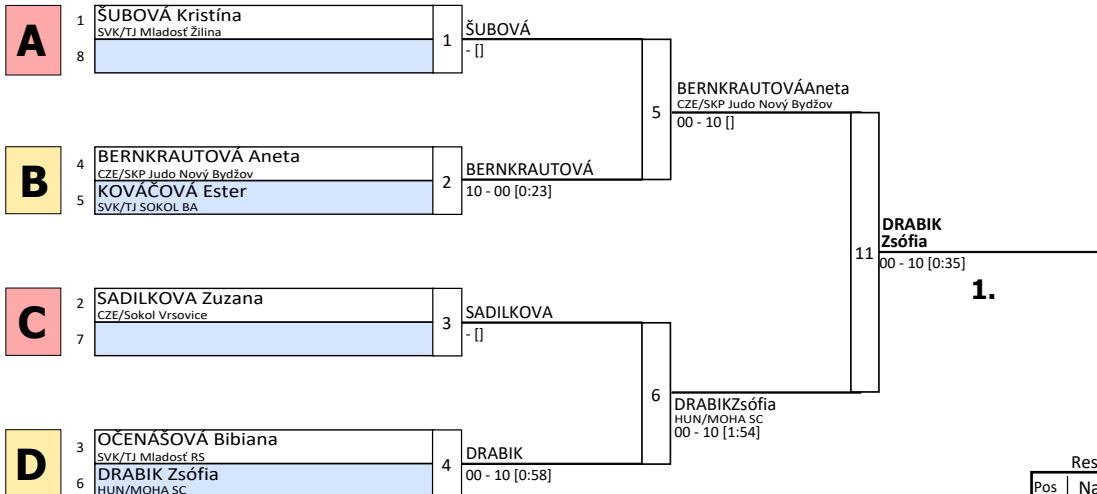 A
1
ŠUBOVÁ Kristína
SVK/TJ Mladosť Žilina
8
1
ŠUBOVÁ
- []
B
4
BERNKRAUTOVÁ Aneta
CZE/SKP Judo Nový Bydžov
5
KOVÁČOVÁ Ester
SVK/TJ SOKOL BA
2
BERNKRAUTOVÁ
10 - 00 [0:23]
5
BERNKRAUTOVÁAneta
CZE/SKP Judo Nový Bydžov
00 - 10 []
C
2
SADILKOVA Zuzana
CZE/Sokol Vrsovice
7
3
SADILKOVA
- []
D
3
OČENÁŠOVÁ Bibiana
SVK/TJ Mladosť RS
6
DRABIK Zsófia
HUN/MOHA SC
4
DRABIK
00 - 10 [0:58]
6
DRABIKZsófia
HUN/MOHA SC
00 - 10 [1:54]
11
DRABIK
Zsófia
00 - 10 [0:35]
1.
Res
Pos Na